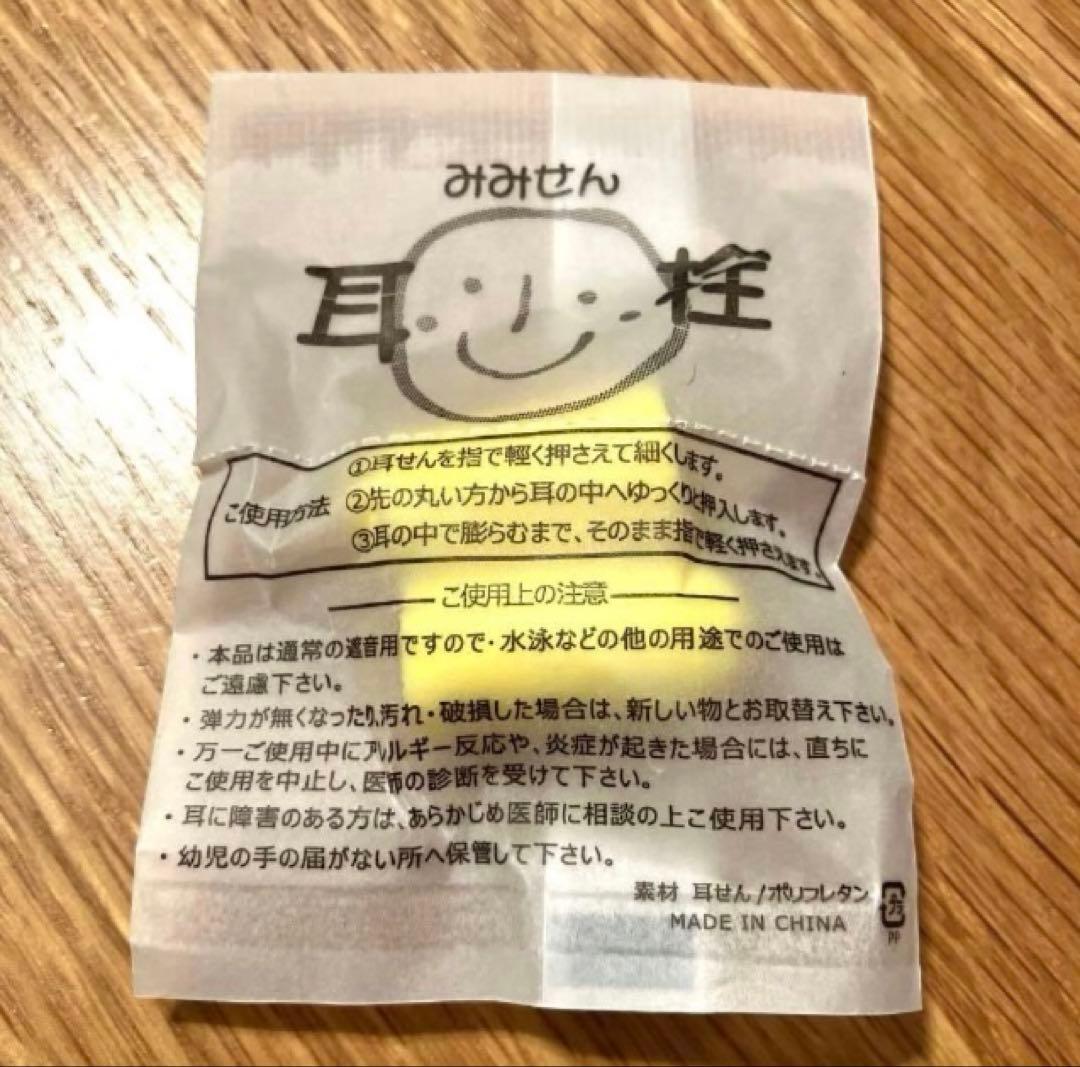 みみせん
耳栓
ご使用方法
①耳せんを指で軽く押さえて細くします。
②先の丸い方から耳の中へゆっくりと押入します。
③耳の中で膨らむまで、そのまま指で軽く押さえます。
ご使用上の注意
・本品は通常の遮音用ですので・水泳などの他の用途でのご使用は
ご遠慮下さい。
・弾力が無くなったり、汚れ・破損した場合は、新しい物とお取替え下さい。
・万一ご使用中にアルギー反応や、炎症が起きた場合には、直ちに
ご使用を中止し、医師の診断を受けて下さい。
・耳に障害のある方は、あらかじめ医師に相談の上ご使用下さい。
・幼児の手の届がない所へ保管して下さい。
素材 耳せん/ポリフレタン
MADE IN CHINA
プラ
PP